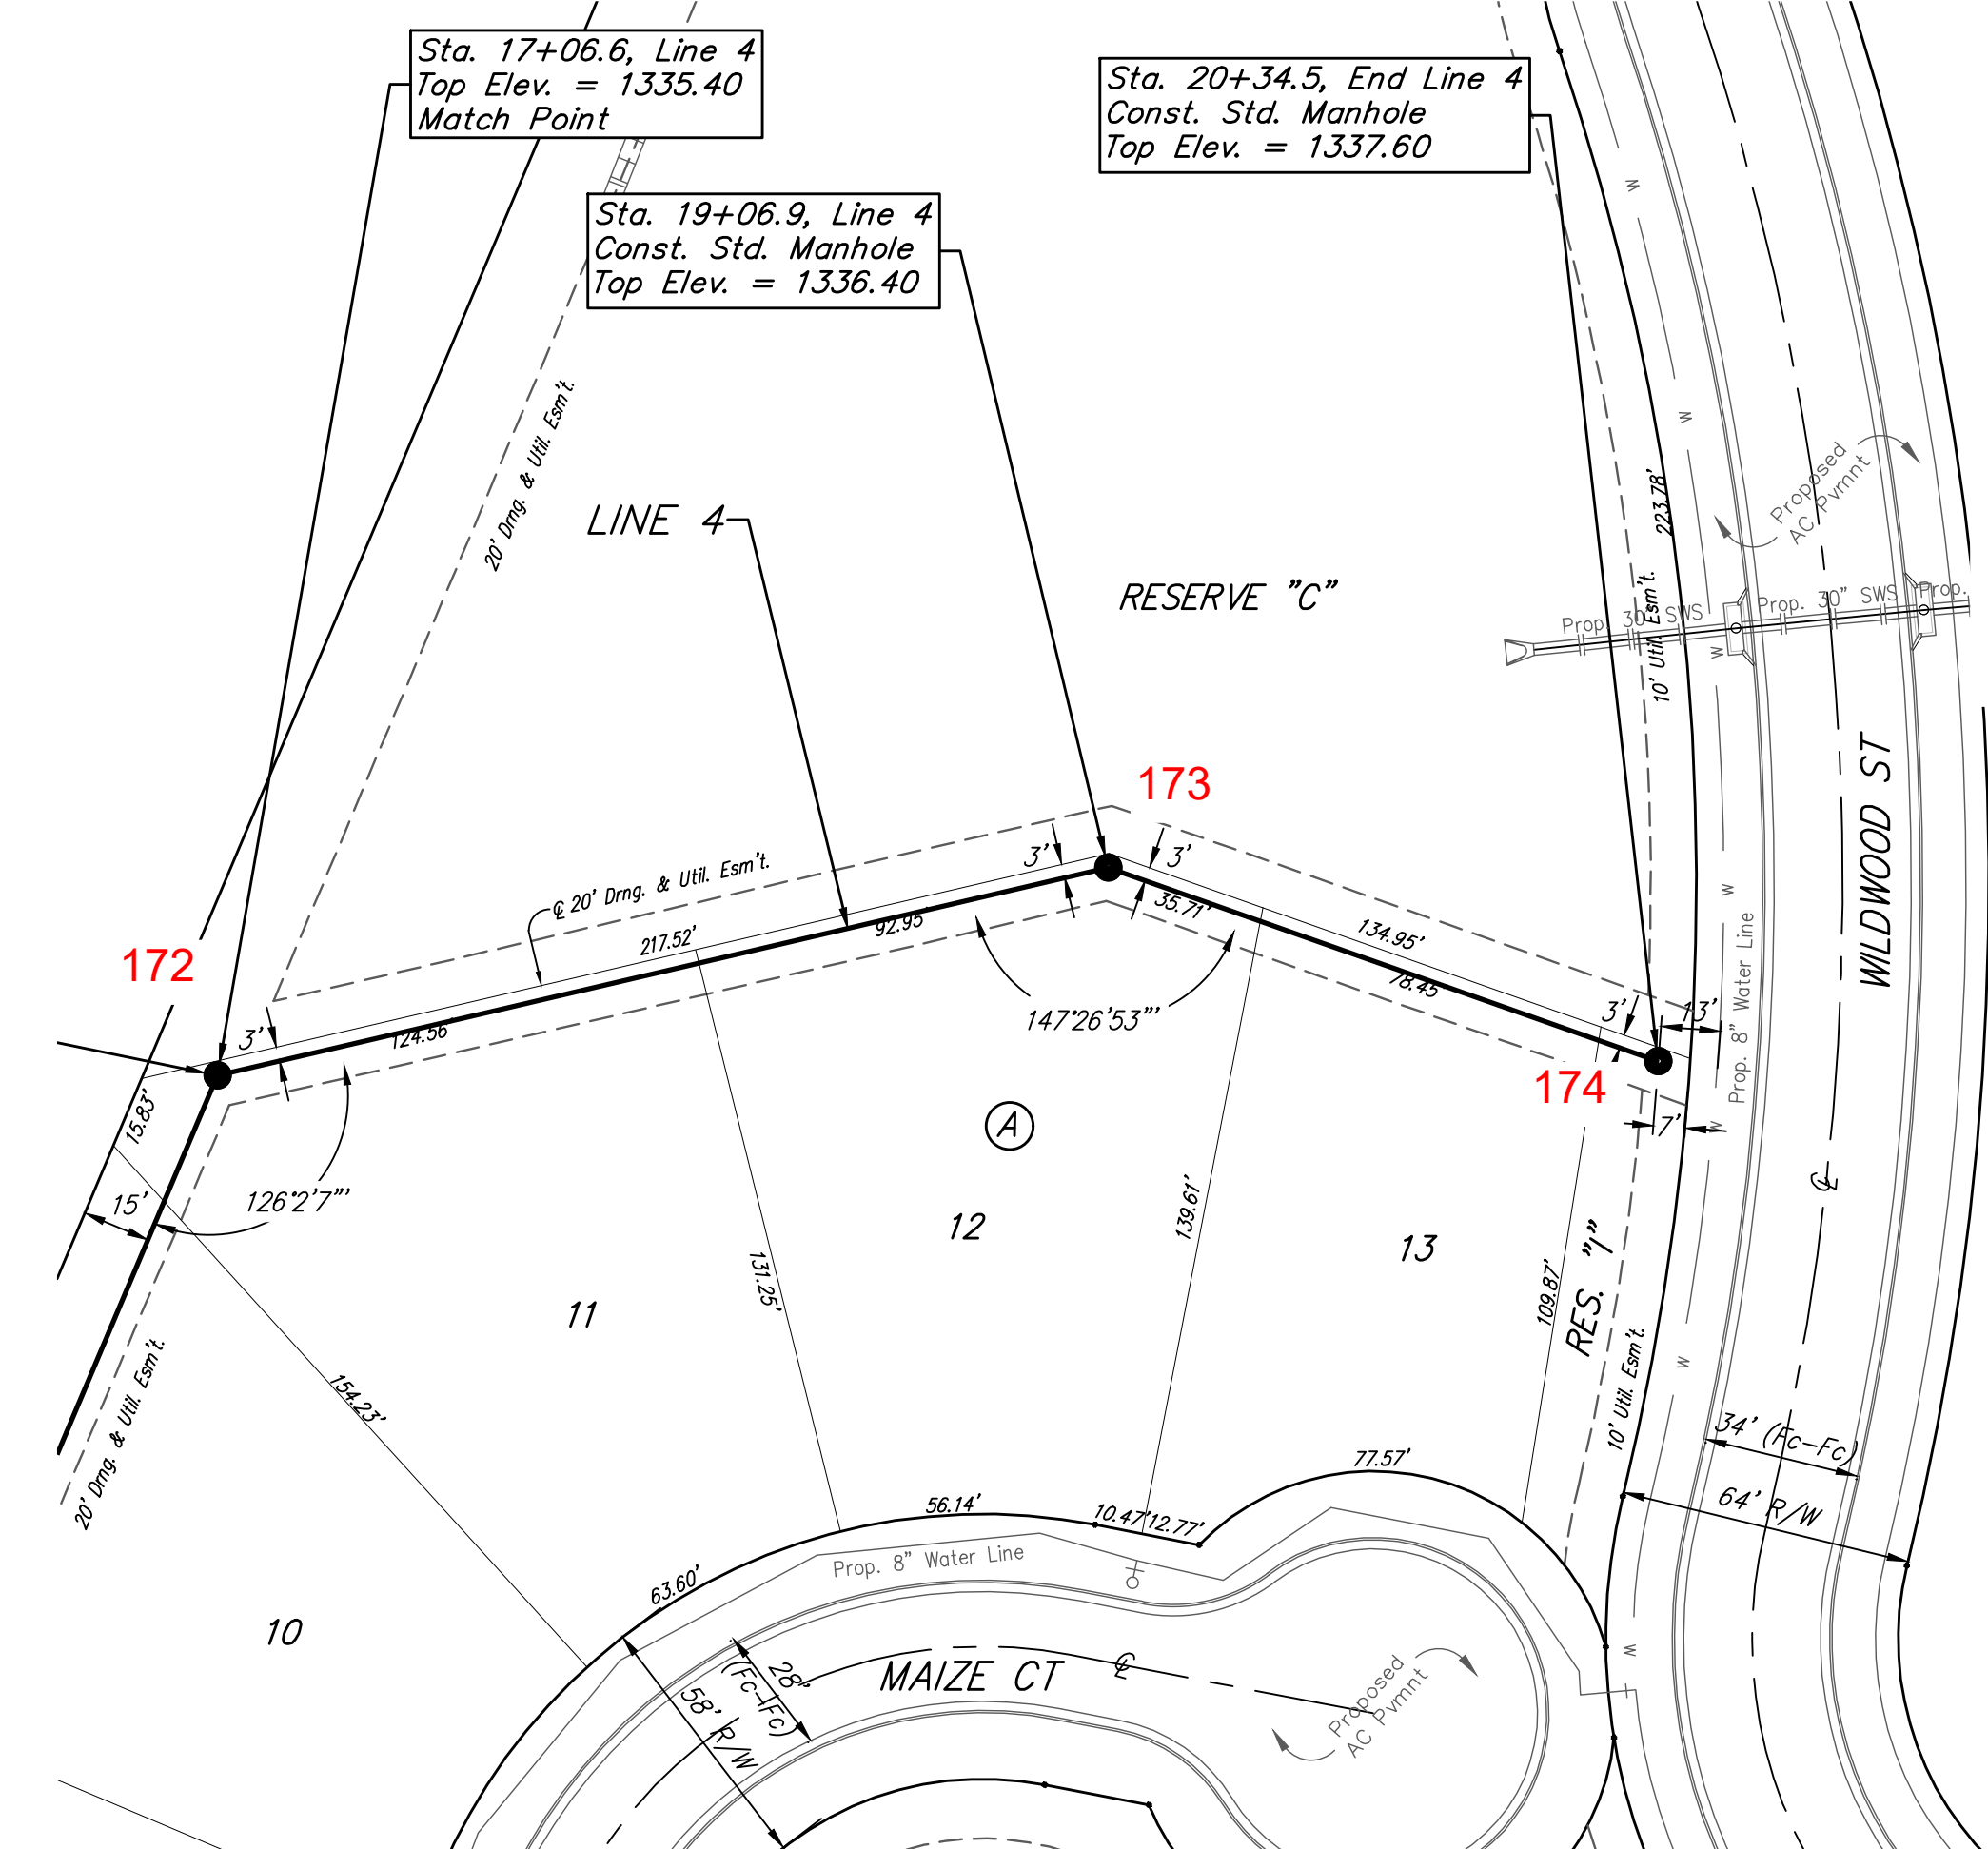 Sta. 17+06.6, Line 4
Top Elev. = 1335.40
Match Point
Sta. 20+34.5, End Line 4
Const. Std. Manhole
Top Elev. = 1337.60
Sta. 19+06.9, Line 4
Const. Std. Manhole
Top Elev. = 1336.40
20' Drng. & Util. Esm't.
LINE 4
RESERVE "C"
223.78'
10' Util. Esm't.
Proposed
AC Pvmnt
Prop. 30" SWS
Prop. 30" SWS
Prop.
W
W
W
W
W
W
W
WILDWOOD ST
Prop. 8" Water Line
173
172
174
3'
3'
3'
3'
13'
7'
℄ 20' Drng. & Util. Esm't.
217.52'
92.95'
124.56'
35.71'
134.95'
78.45'
147°26'53"
126°2'7"
15.83'
15'
A
12
13
11
10
139.61'
131.25'
109.87'
154.23'
RES. "I"
10' Util. Esm't.
20' Drng. & Util. Esm't.
℄
34' (Fc-Fc)
64' R/W
77.57'
56.14'
10.47'
12.77'
63.60'
Prop. 8" Water Line
MAIZE CT
℄
28'
(Fc-Fc)
58' R/W
Proposed
AC Pvmnt